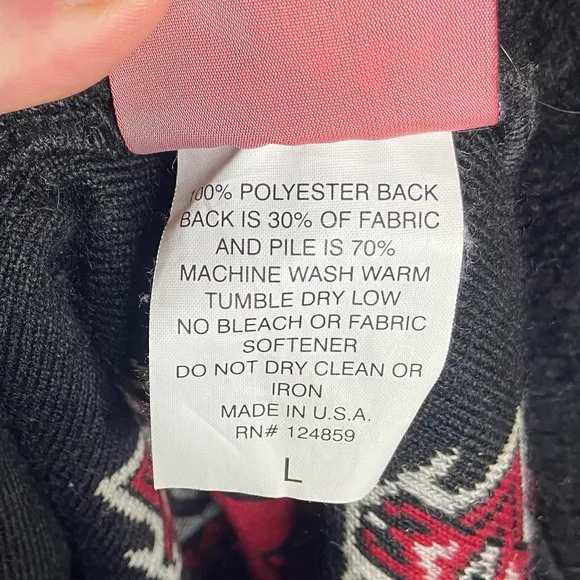 100% POLYESTER BACK
BACK IS 30% OF FABRIC
AND PILE IS 70%
MACHINE WASH WARM
TUMBLE DRY LOW
NO BLEACH OR FABRIC
SOFTENER
DO NOT DRY CLEAN OR
IRON
MADE IN U.S.A.
RN# 124859
L